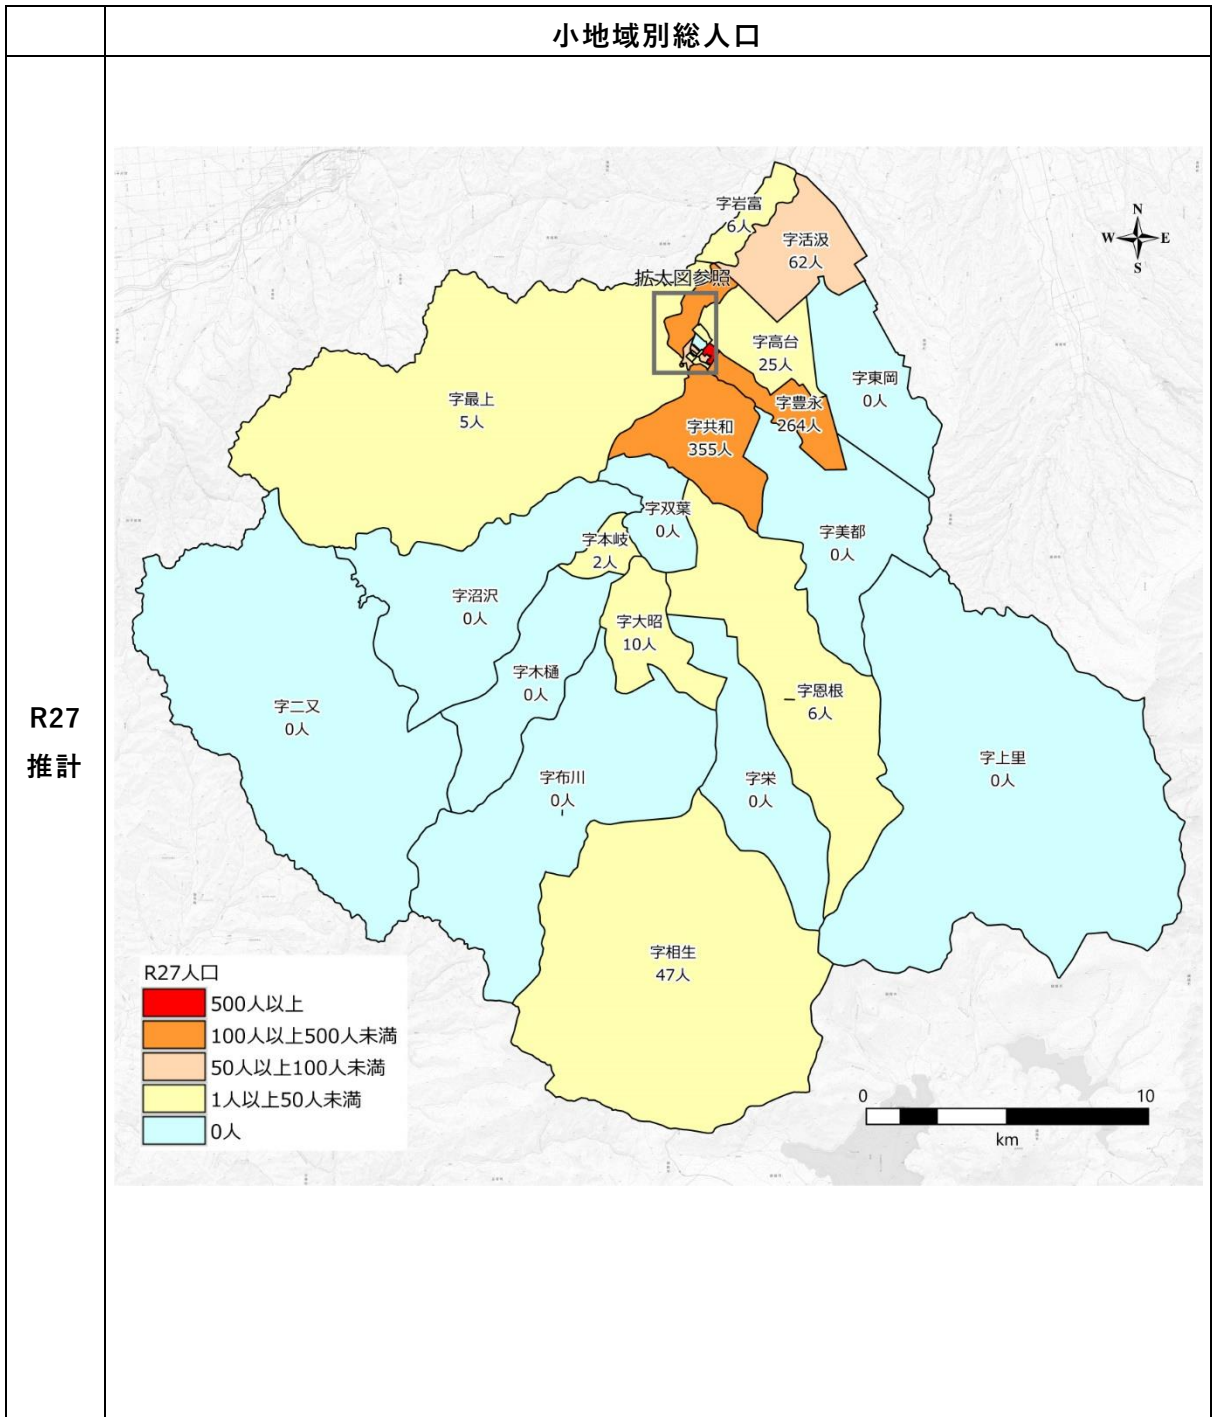 小地域別総人口
R27
推計
字岩富
6人
字活汲
62人
拡大図参照
字高台
25人
字東岡
0人
字最上
5人
字豊永
264人
字共和
355人
字双葉
0人
字美都
0人
字本岐
2人
字沼沢
0人
字大昭
10人
字木樋
0人
字恩根
6人
字二又
0人
字上里
0人
字布川
0人
字栄
0人
字相生
47人
N
W E
S
R27人口
500人以上
100人以上500人未満
50人以上100人未満
1人以上50人未満
0人
0 10
km